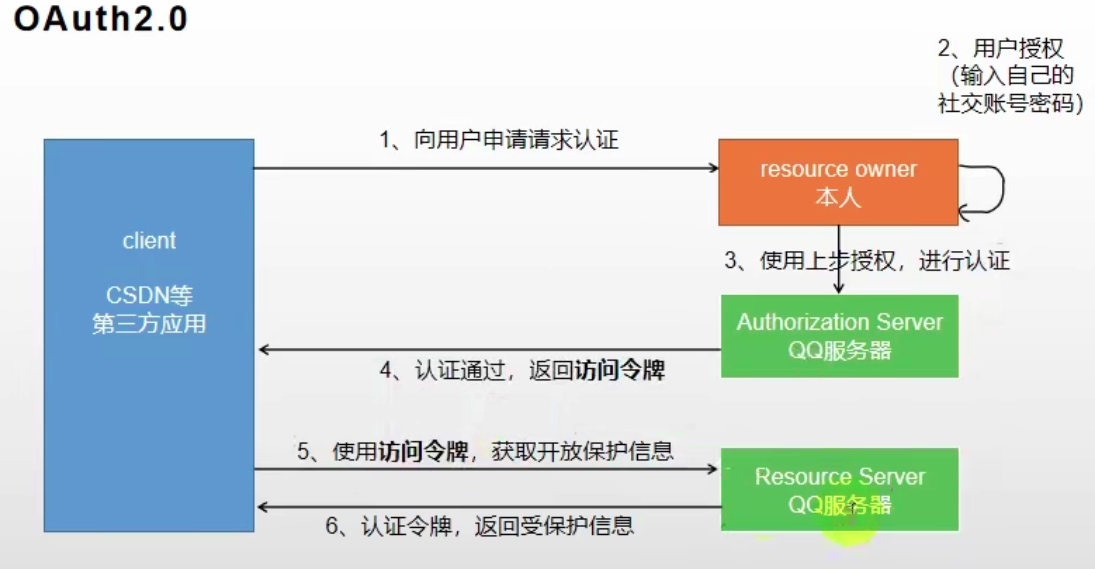 OAuth2.0
2、用户授权
（输入自己的
社交账号密码）
1、向用户申请请求认证
resource owner
本人
client
CSDN等
第三方应用
3、使用上步授权，进行认证
Authorization Server
QQ服务器
4、认证通过，返回访问令牌
5、使用访问令牌，获取开放保护信息
Resource Server
QQ服务器
6、认证令牌，返回受保护信息